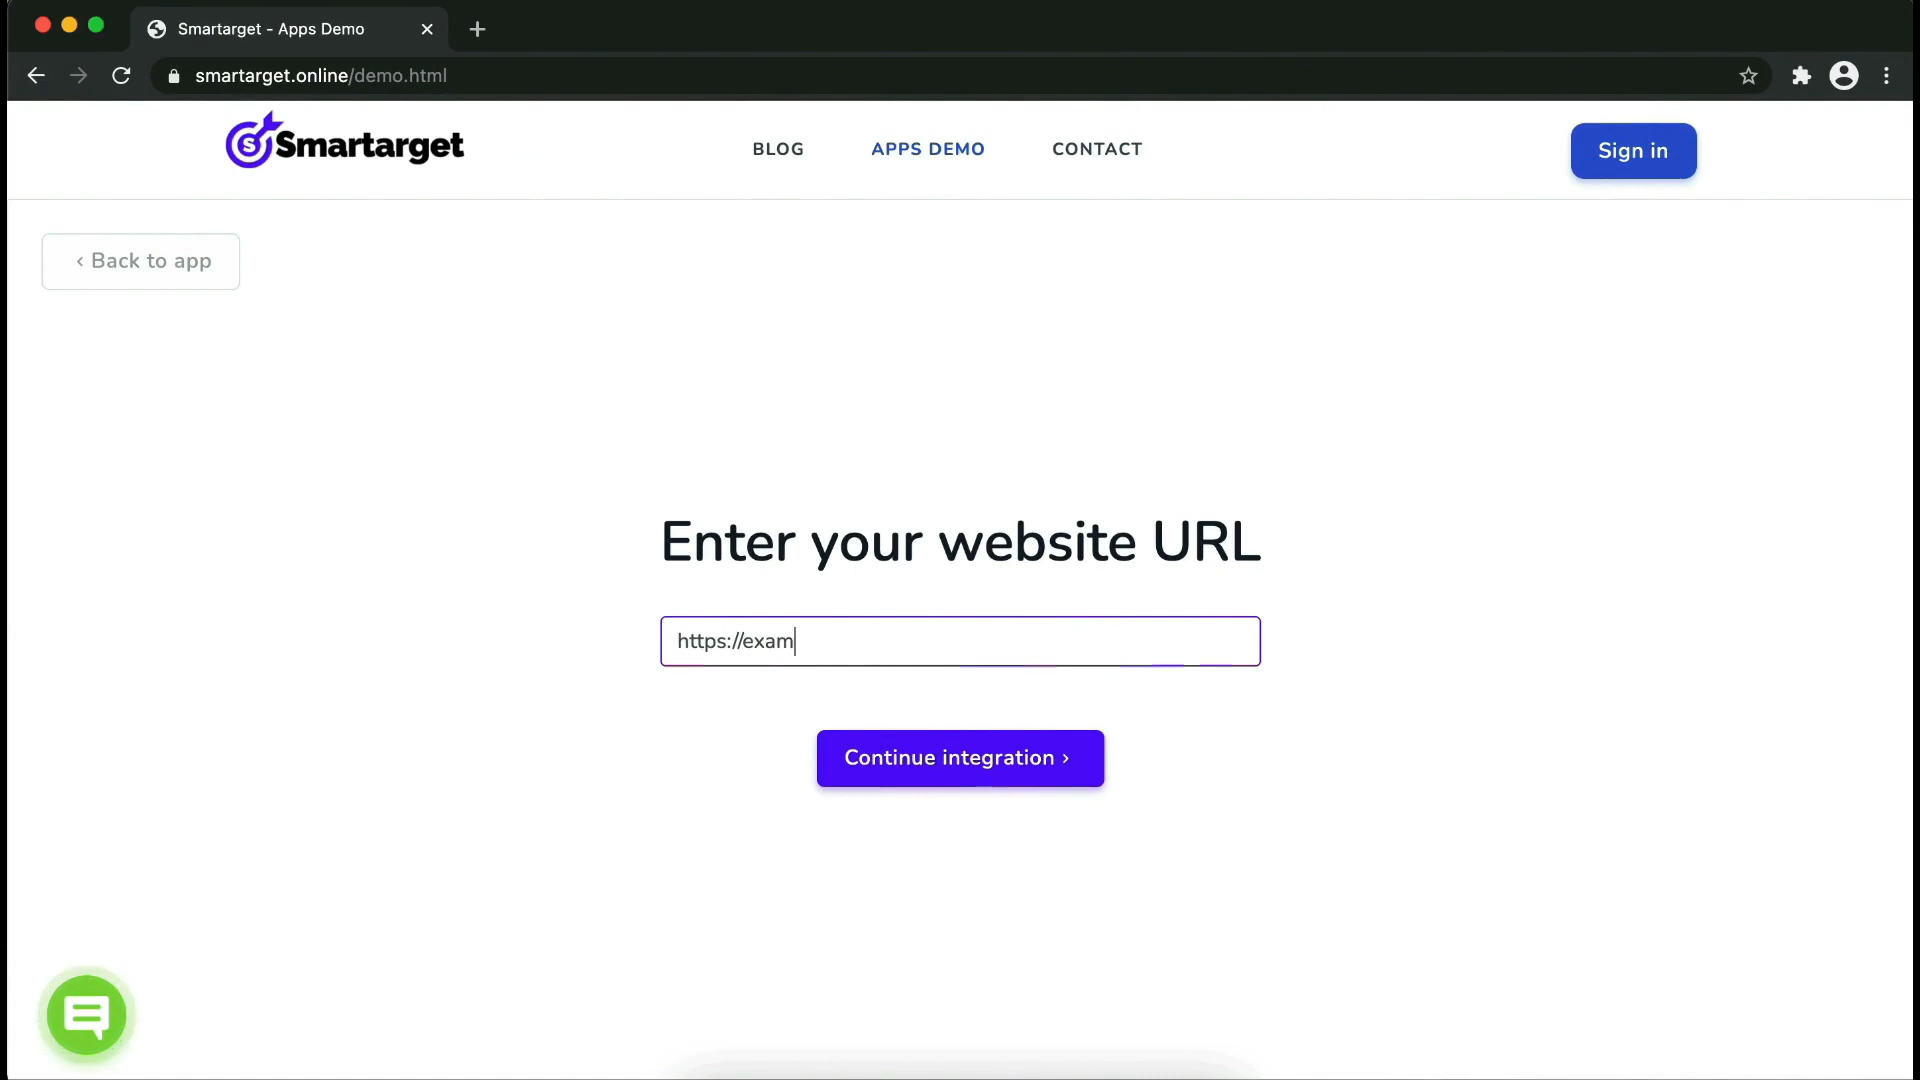 Smartarget - Apps Demo
smartarget.online/demo.html
Smartarget
BLOG
APPS DEMO
CONTACT
Sign in
‹ Back to app
Enter your website URL
https://exam
Continue integration ›